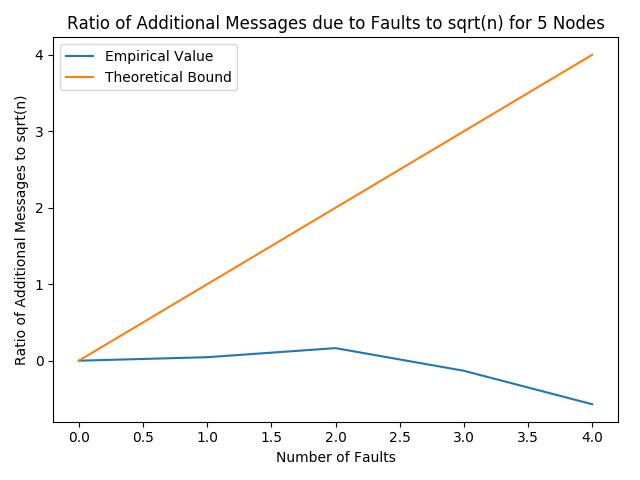 Ratio of Additional Messages due to Faults to sqrt(n) for 5 Nodes
Empirical Value
Theoretical Bound
Ratio of Additional Messages to sqrt(n)
4
3
2
1
0
0.0 0.5 1.0 1.5 2.0 2.5 3.0 3.5 4.0
Number of Faults